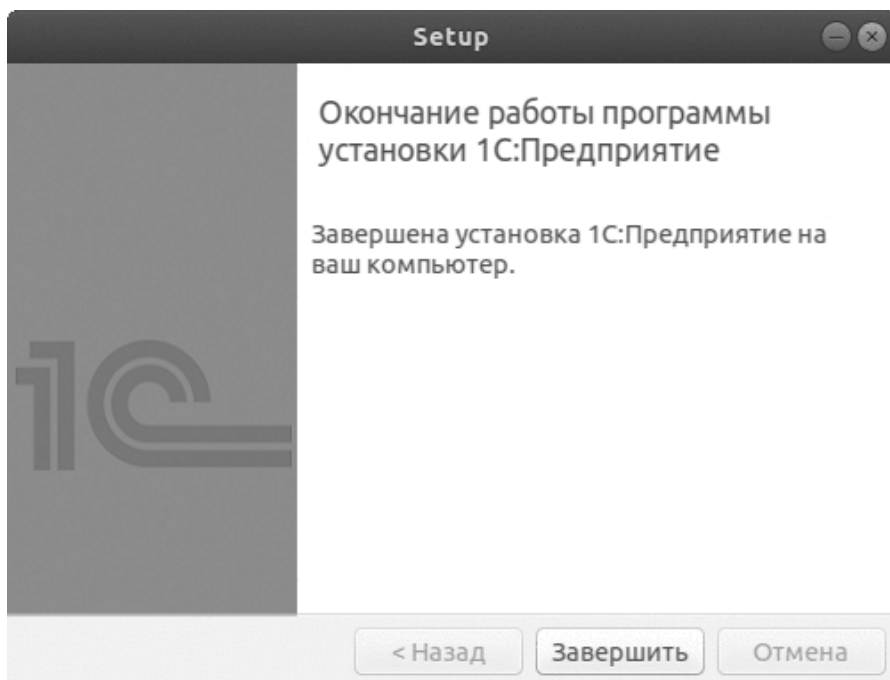 Setup
Окончание работы программы
установки 1С:Предприятие
Завершена установка 1С:Предприятие на
ваш компьютер.
1С
< Назад
Завершить
Отмена